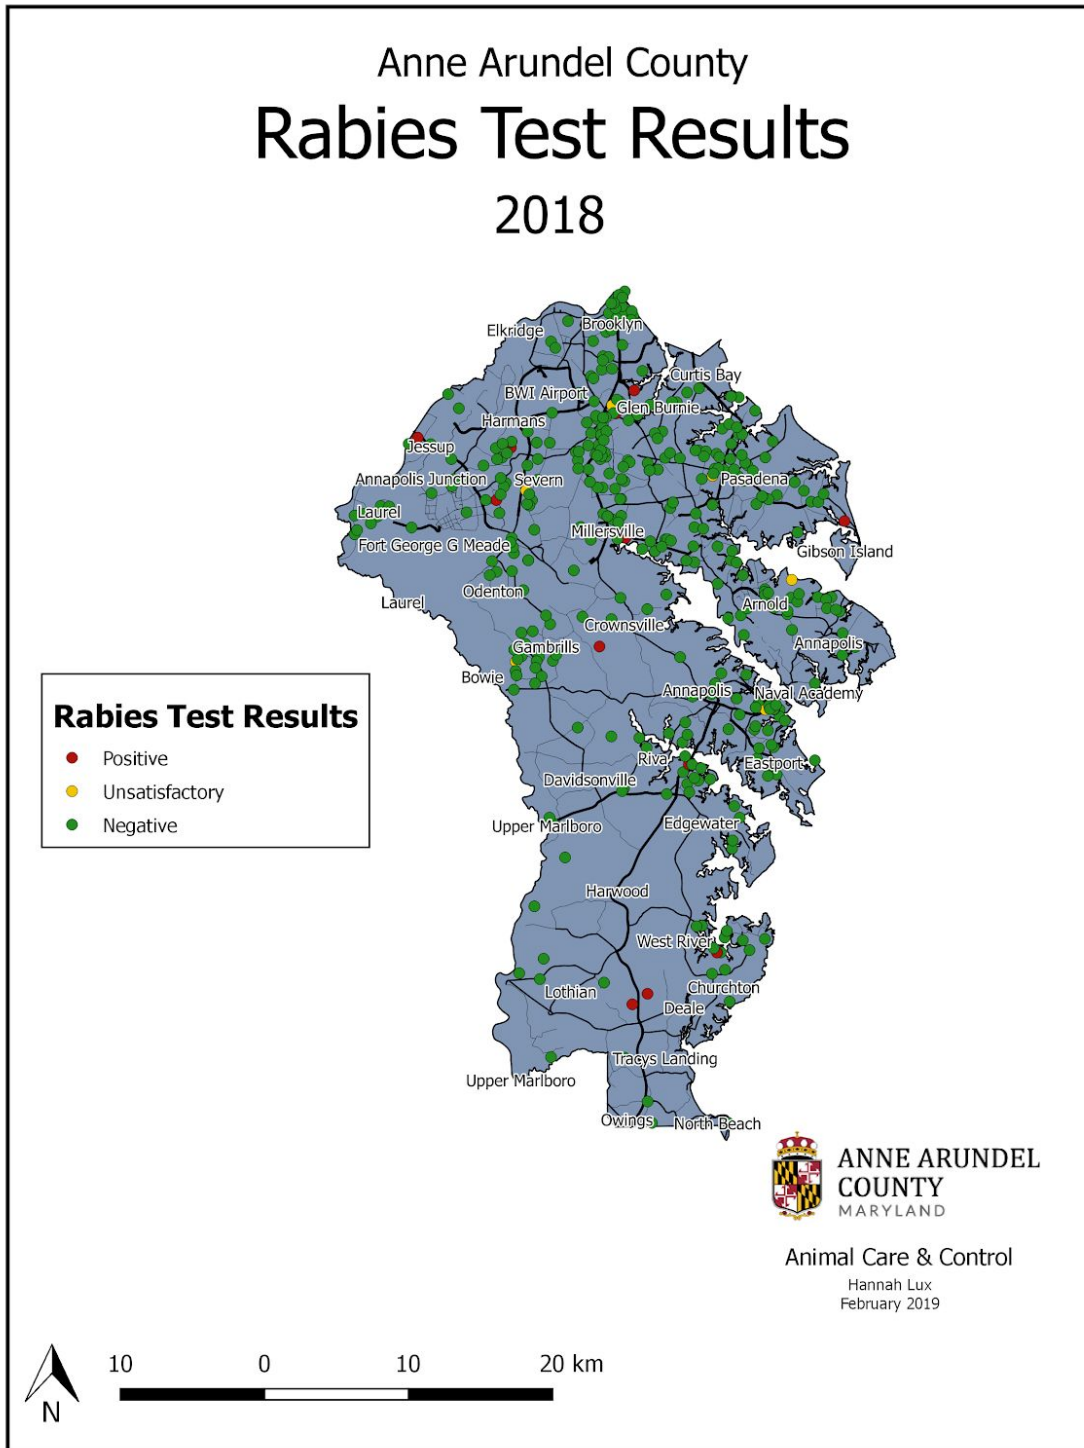 Anne Arundel County
Rabies Test Results
2018
Brooklyn
Elkridge
Curtis Bay
BWI Airport
Glen Burnie
Harmans
Jessup
Annapolis Junction
Severn
Pasadena
Laurel
Millersville
Fort George G Meade
Gibson Island
Odenton
Laurel
Arnold
Crownsville
Gambrills
Annapolis
Bowie
Annapolis
Naval Academy
Riva
Eastport
Davidsonville
Upper Marlboro
Edgewater
Harwood
West River
Churchton
Lothian
Deale
Tracys Landing
Upper Marlboro
Owings
North Beach
Rabies Test Results
Positive
Unsatisfactory
Negative
ANNE ARUNDEL
COUNTY
MARYLAND
Animal Care & Control
Hannah Lux
February 2019
10 0 10 20 km
N